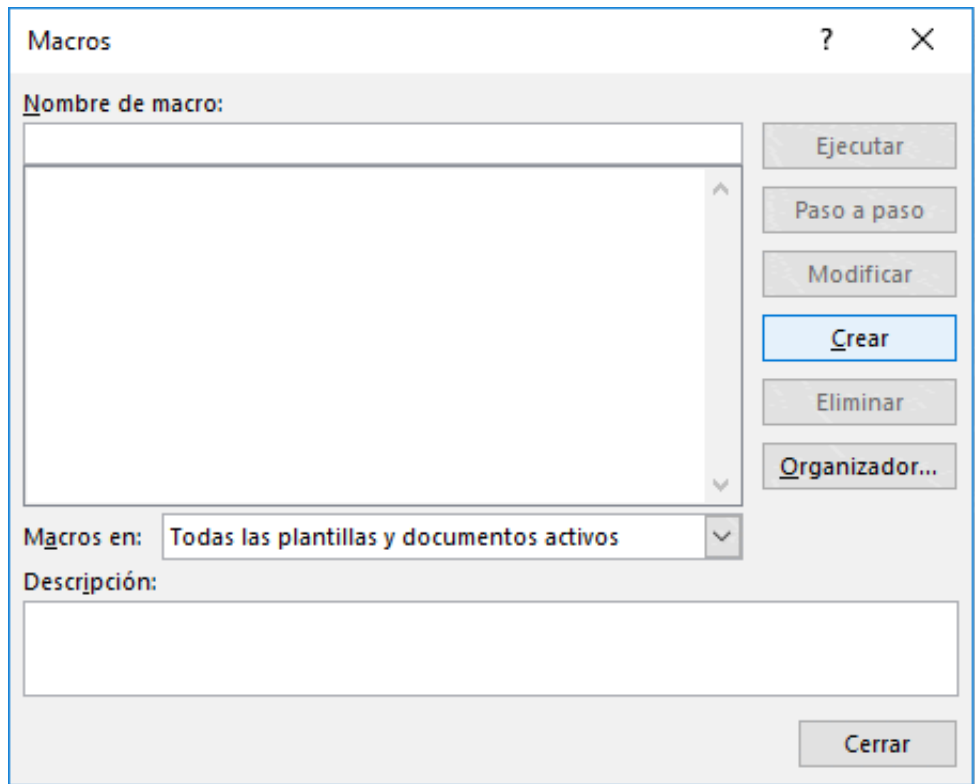 Macros
?
Nombre de macro:
Ejecutar
Paso a paso
Modificar
Crear
Eliminar
Organizador...
Macros en: Todas las plantillas y documentos activos
Descripción:
Cerrar